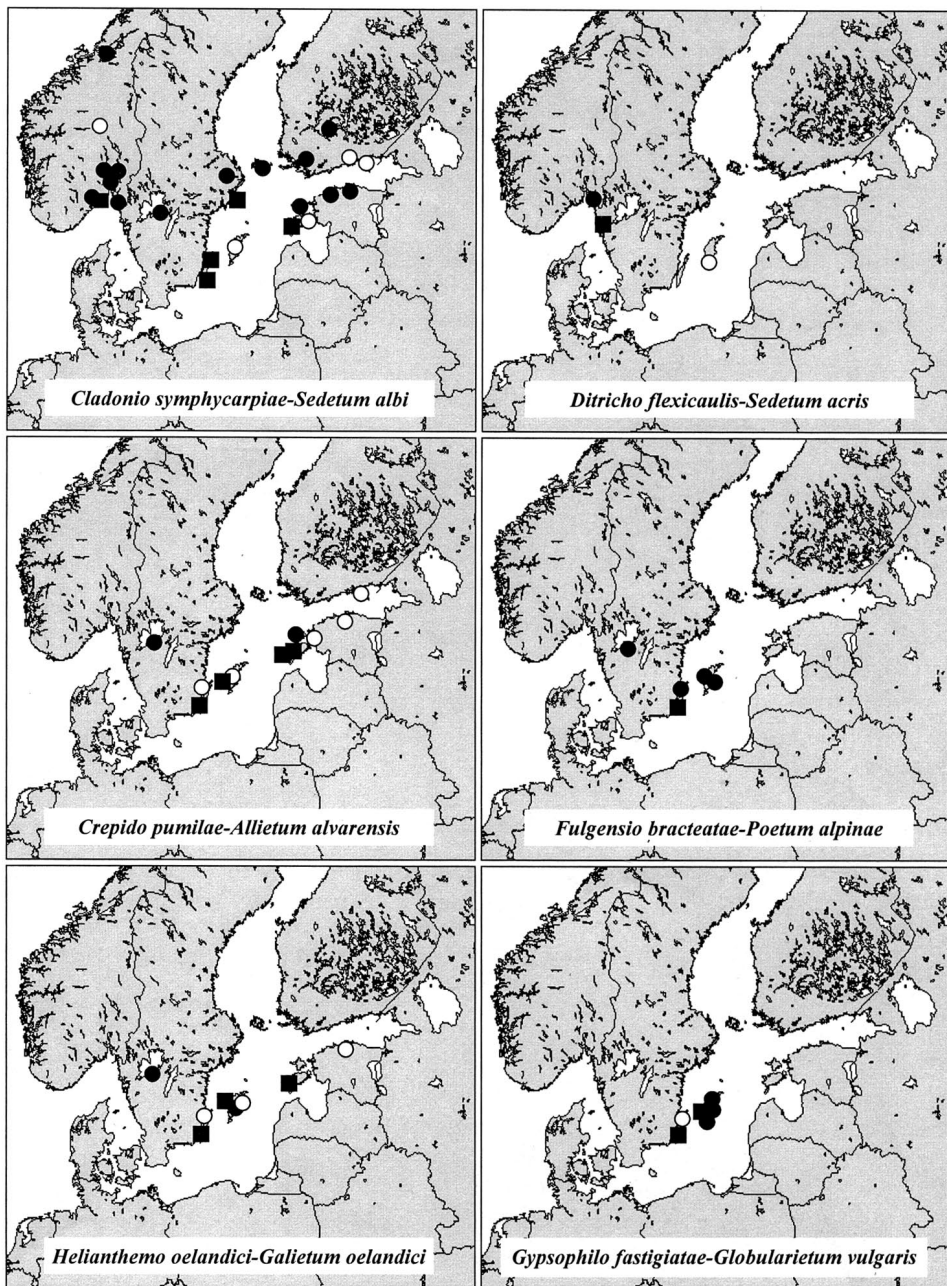 Cladonio symphycarpiae-Sedetum albi
Ditricho flexicaulis-Sedetum acris
Crepido pumilae-Allietum alvarensis
Fulgensio bracteatae-Poetum alpinae
Helianthemo oelandici-Galietum oelandici
Gypsophilo fastigiatae-Globularietum vulgaris